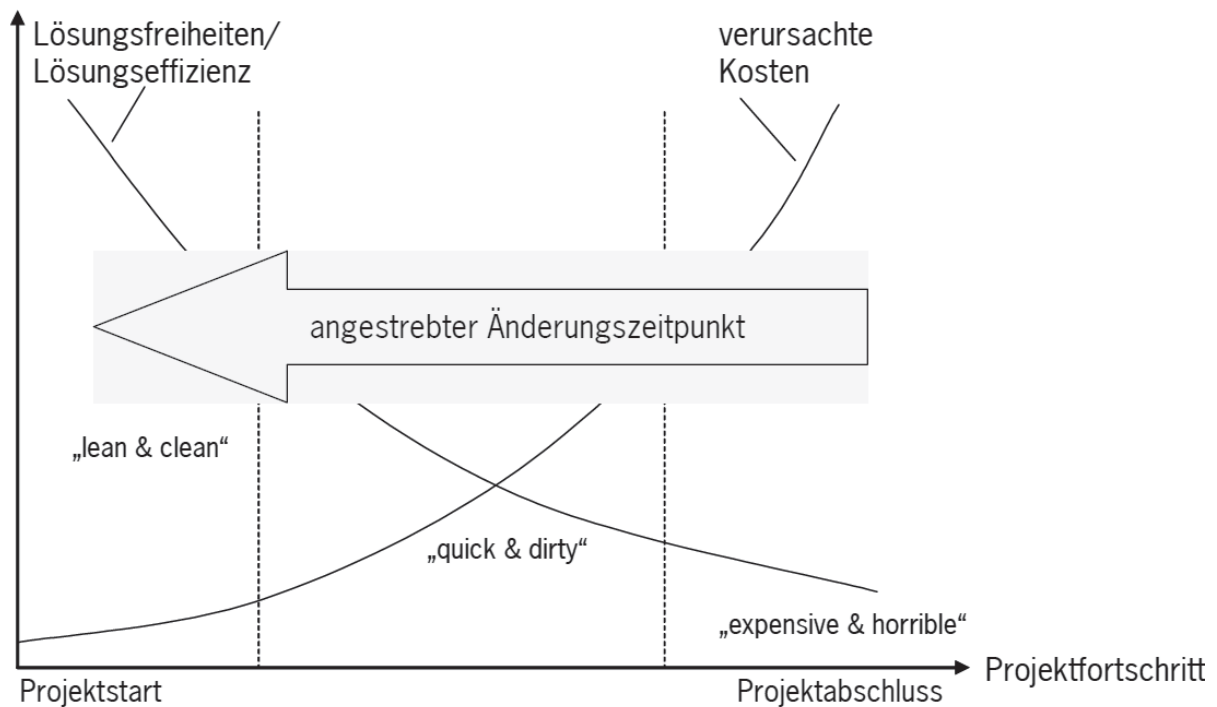 Lösungsfreiheiten/
Lösungseffizienz
verursachte
Kosten
angestrebter Änderungszeitpunkt
„lean & clean“
„quick & dirty“
„expensive & horrible“
Projektstart
Projektabschluss
Projektfortschritt